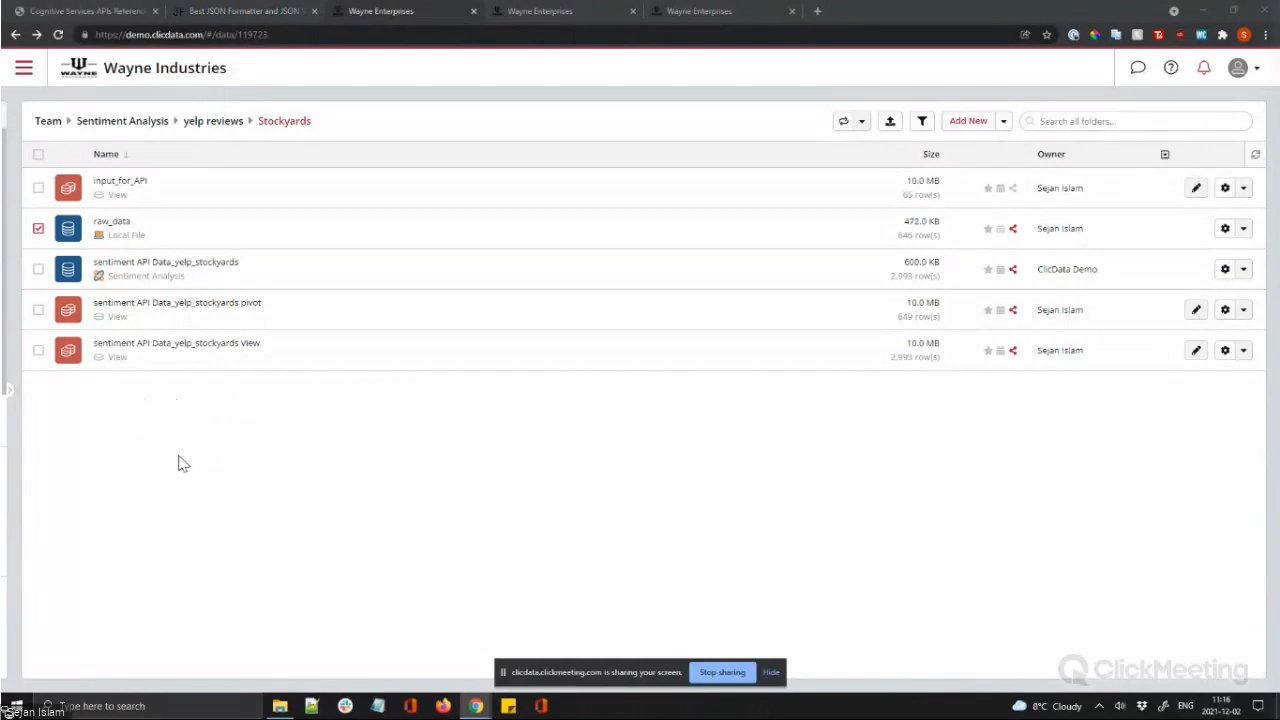 Cognitive Services APIs Referenc
Best JSON Formatter and JSON V
Wayne Enterprises
Wayne Enterprises
Wayne Enterprises
https://demo.clicdata.com/#/data/119723
WAYNE
Wayne Industries
Team
Sentiment Analysis
yelp reviews
Stockyards
Add New
Search all folders...
Name
Size
Owner
input_for_API
View
10.0 MB
65 row(s)
Sejan Islam
raw_data
Local File
472.0 KB
646 row(s)
Sejan Islam
sentiment API Data_yelp_stockyards
Sentiment Analysis
600.0 KB
2,993 row(s)
ClicData Demo
sentiment API Data_yelp_stockyards pivot
View
10.0 MB
649 row(s)
Sejan Islam
sentiment API Data_yelp_stockyards View
View
10.0 MB
2,993 row(s)
Sejan Islam
clicdata.clickmeeting.com is sharing your screen.
Stop sharing
Hide
ClickMeeting
Type here to search
Sejan Islam
8°C Cloudy
ENG
11:16
2021-12-02